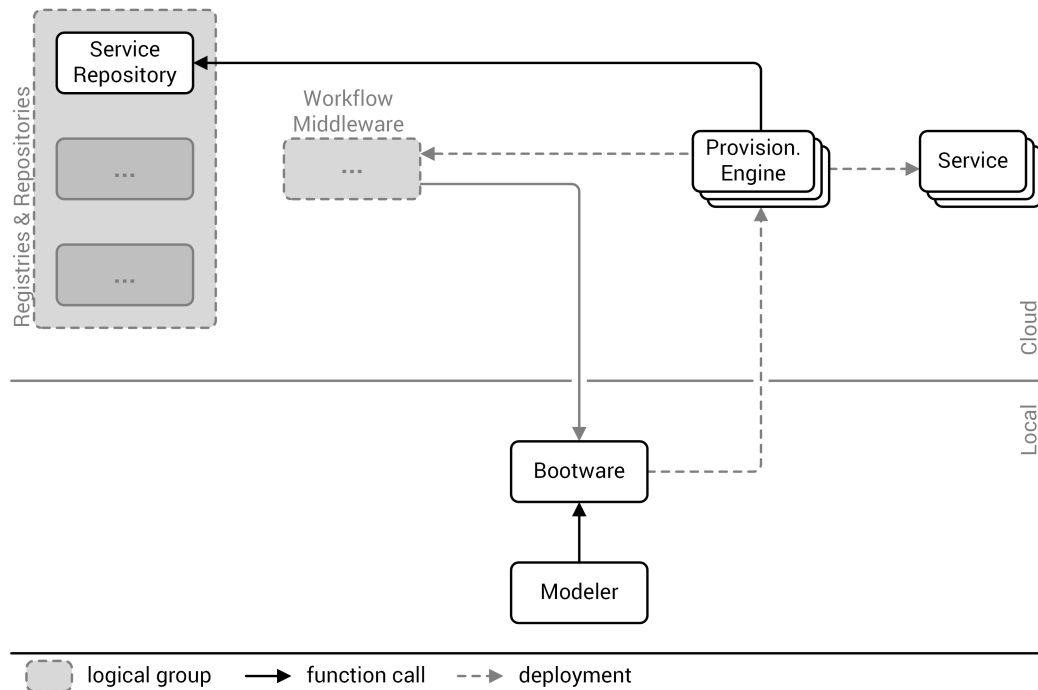 Service
Repository
...
...
Registries & Repositories
Workflow
Middleware
...
Provision.
Engine
Service
Cloud
Local
Bootware
Modeler
logical group
function call
deployment